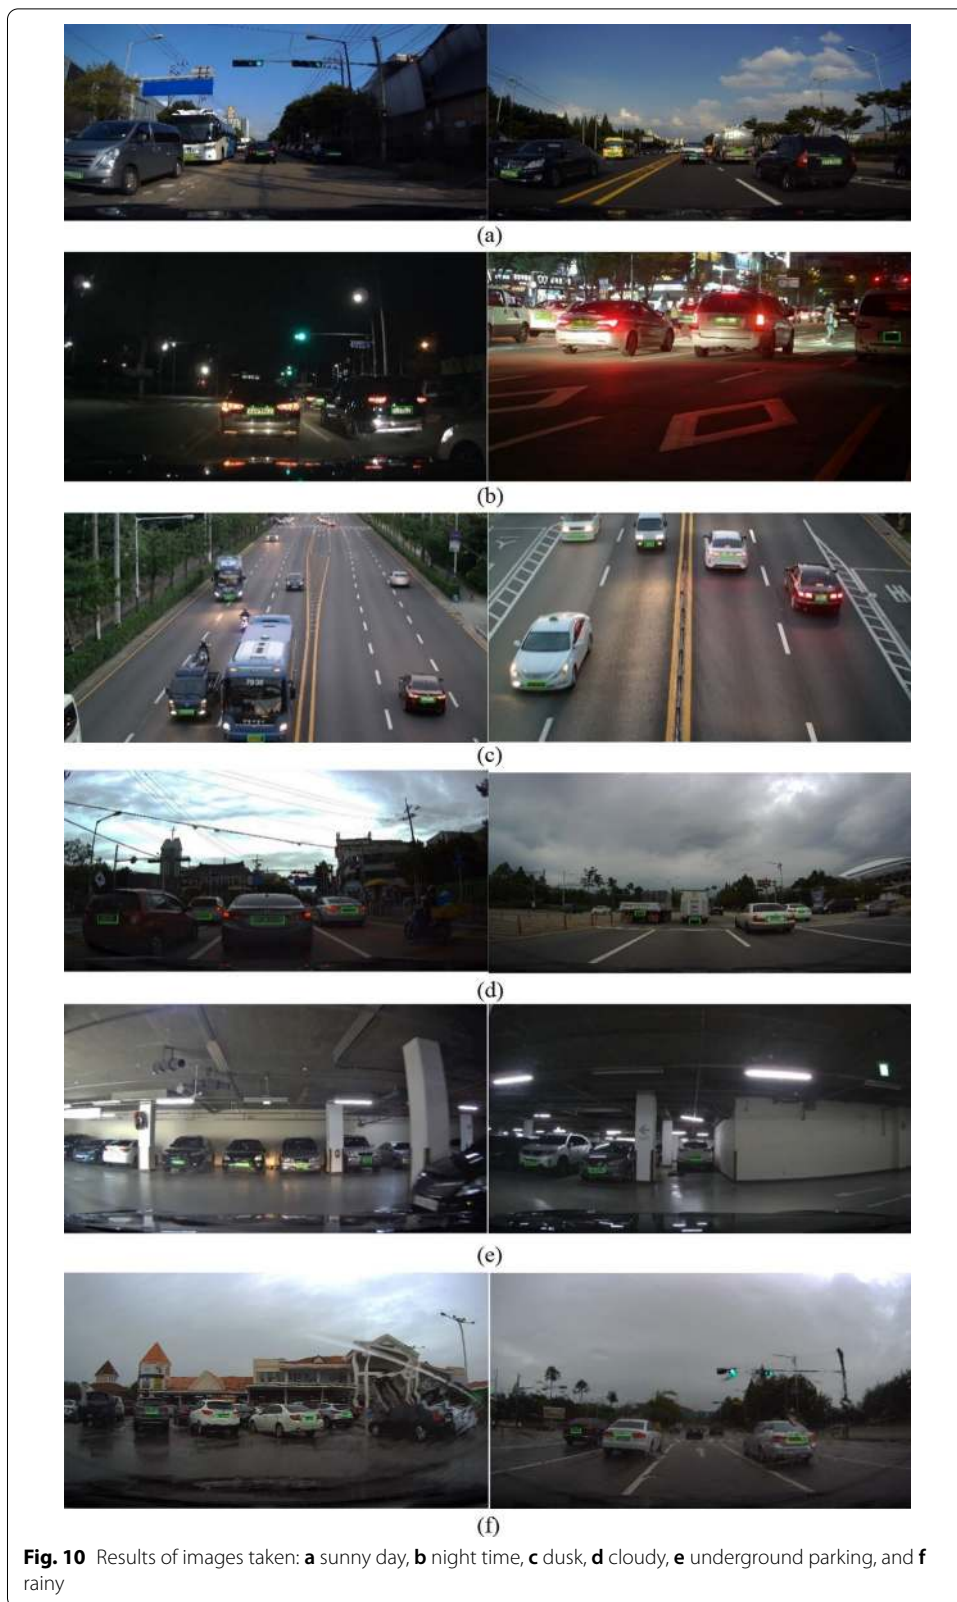 (a)
(b)
(c)
(d)
(e)
(f)
Fig. 10 Results of images taken: a sunny day, b night time, c dusk, d cloudy, e underground parking, and f
rainy